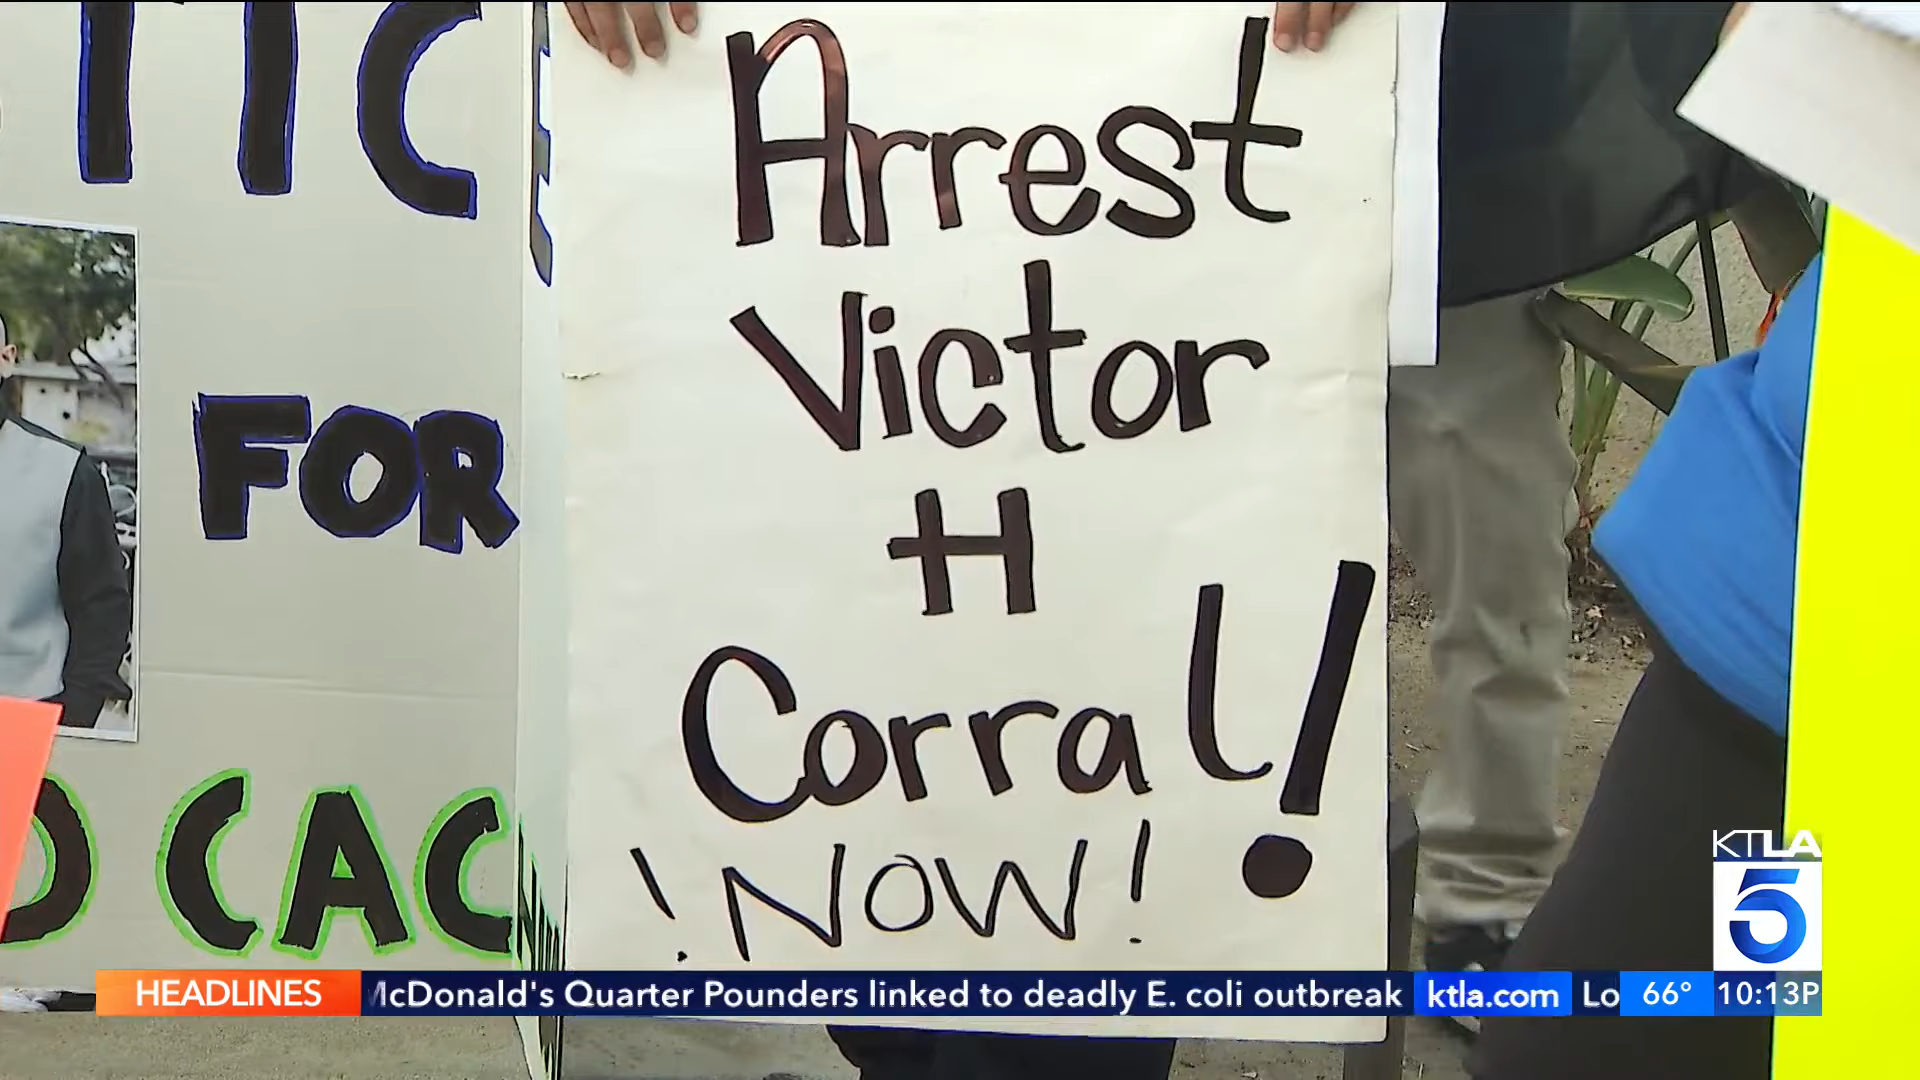 FOR
Arrest
Victor
H
Corral!
!NOW!
KTLA
5
HEADLINES
McDonald's Quarter Pounders linked to deadly E. coli outbreak
ktla.com
Lo
66°
10:13P